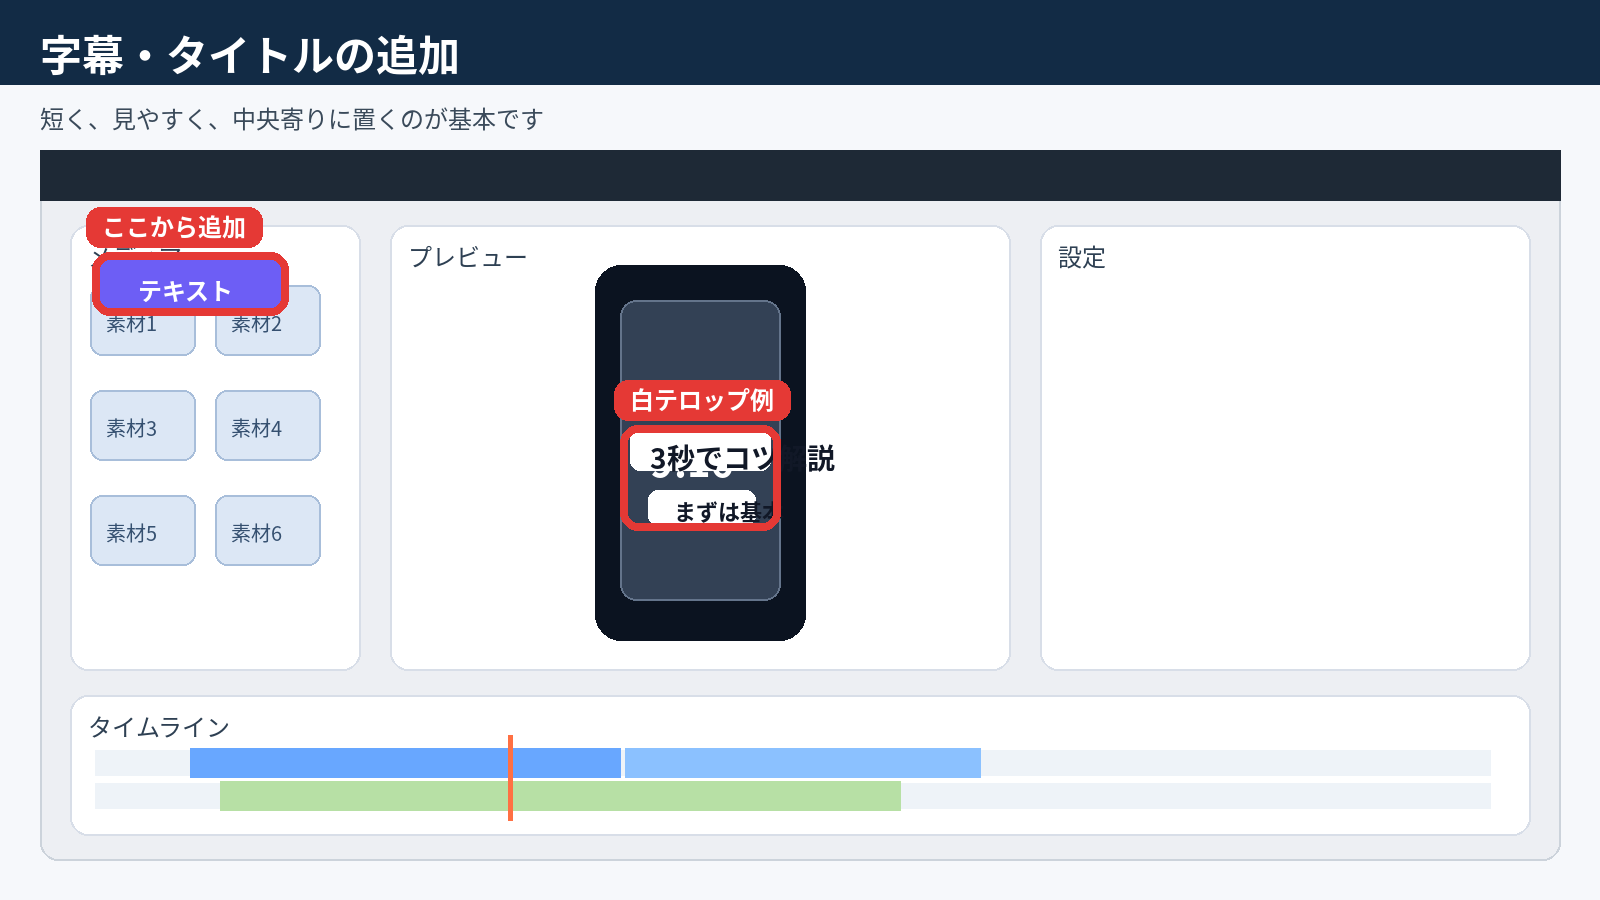 字幕・タイトルの追加
短く、見やすく、中央寄りに置くのが基本です
ここから追加
テキスト
素材1
素材2
素材3
素材4
素材5
素材6
プレビュー
白テロップ例
3秒でコツ解説
まずは基本
設定
タイムライン